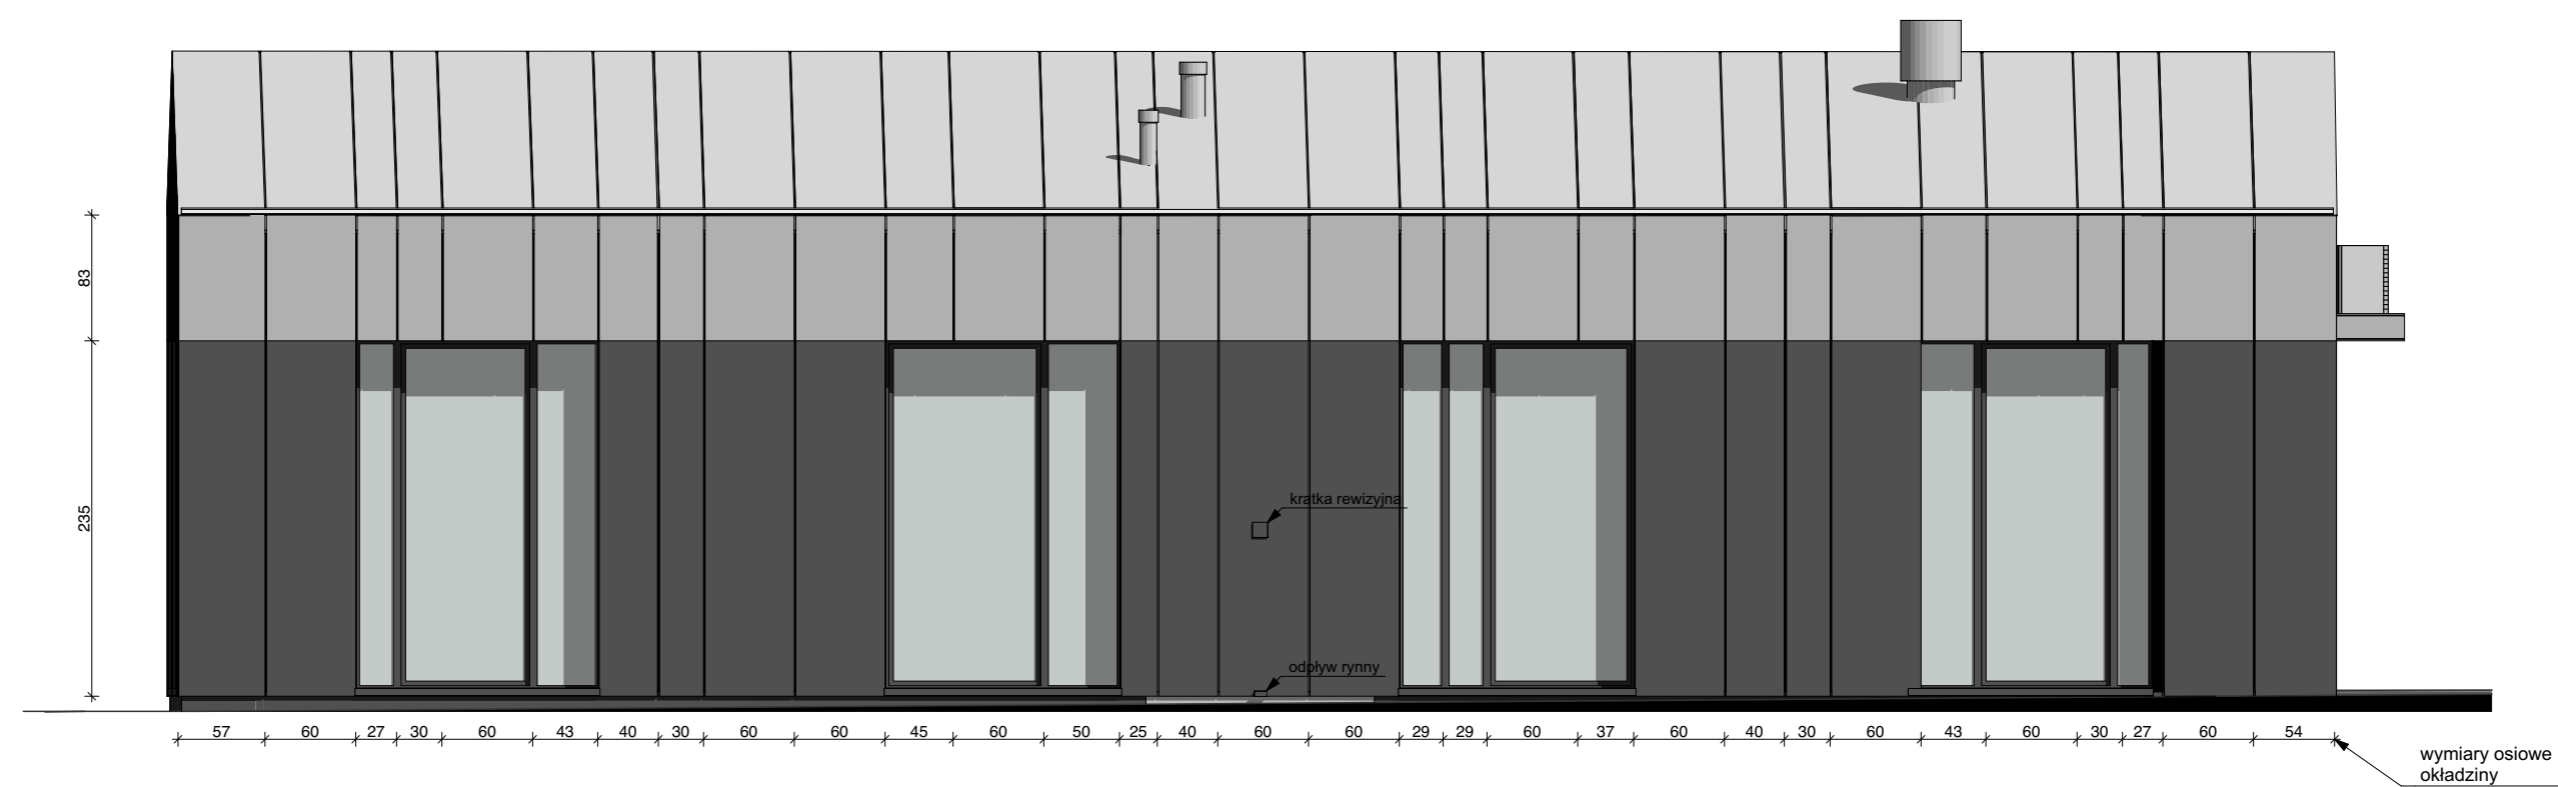 83
235
kratka rewizyjna
odpływ rynny
57 60 27 30 60 43 40 30 60 60 45 60 50 25 40 60 60 29 29 60 37 60 40 30 60 43 60 30 27 60 54
wymiary osiowe
okładziny